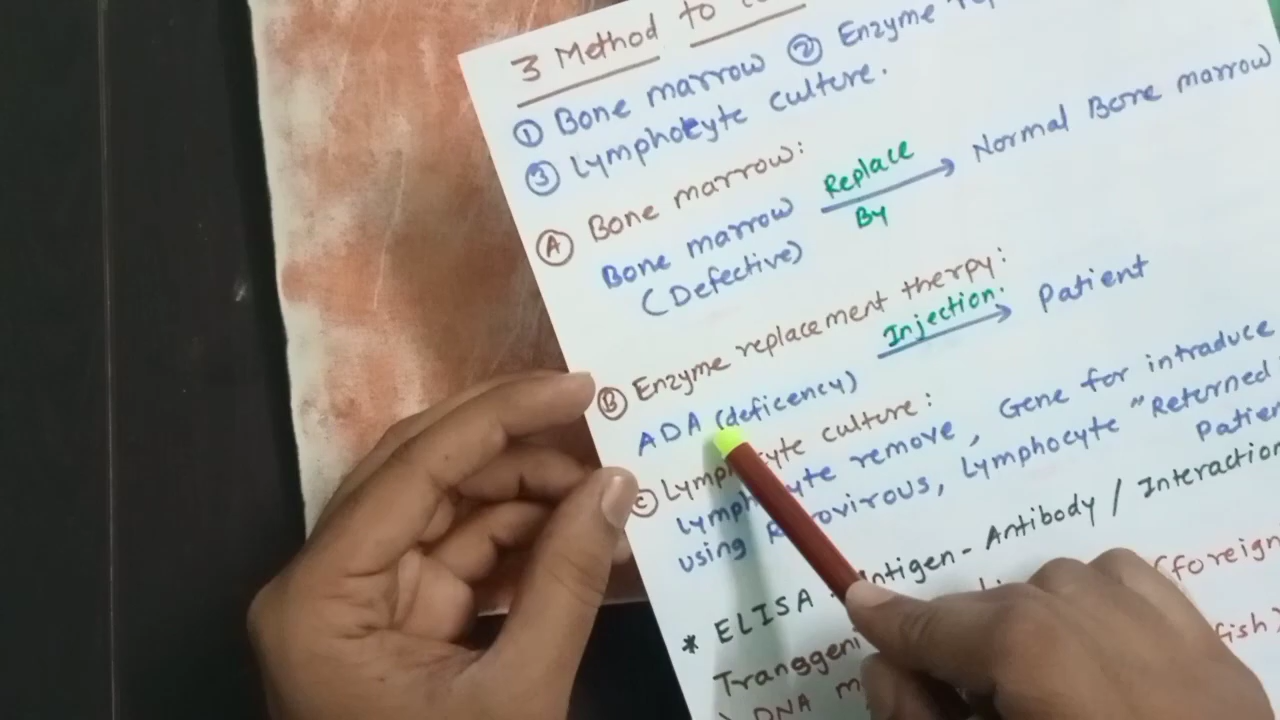 3 Method to
① Bone marrow ② Enzyme
③ Lymphocyte culture.
Ⓐ Bone marrow:
Bone marrow Replace By → Normal Bone marrow
(Defective)
Ⓑ Enzyme replacement therpy:
ADA (deficency) Injection. → Patient
Ⓒ Lymphocyte culture:
Lymphocyte remove, Gene for intraduce
using Retrovirous, Lymphocyte "Returned
Patien
* ELISA : Antigen - Antibody / Interaction
Tranggeni (foreign
DNA fish)